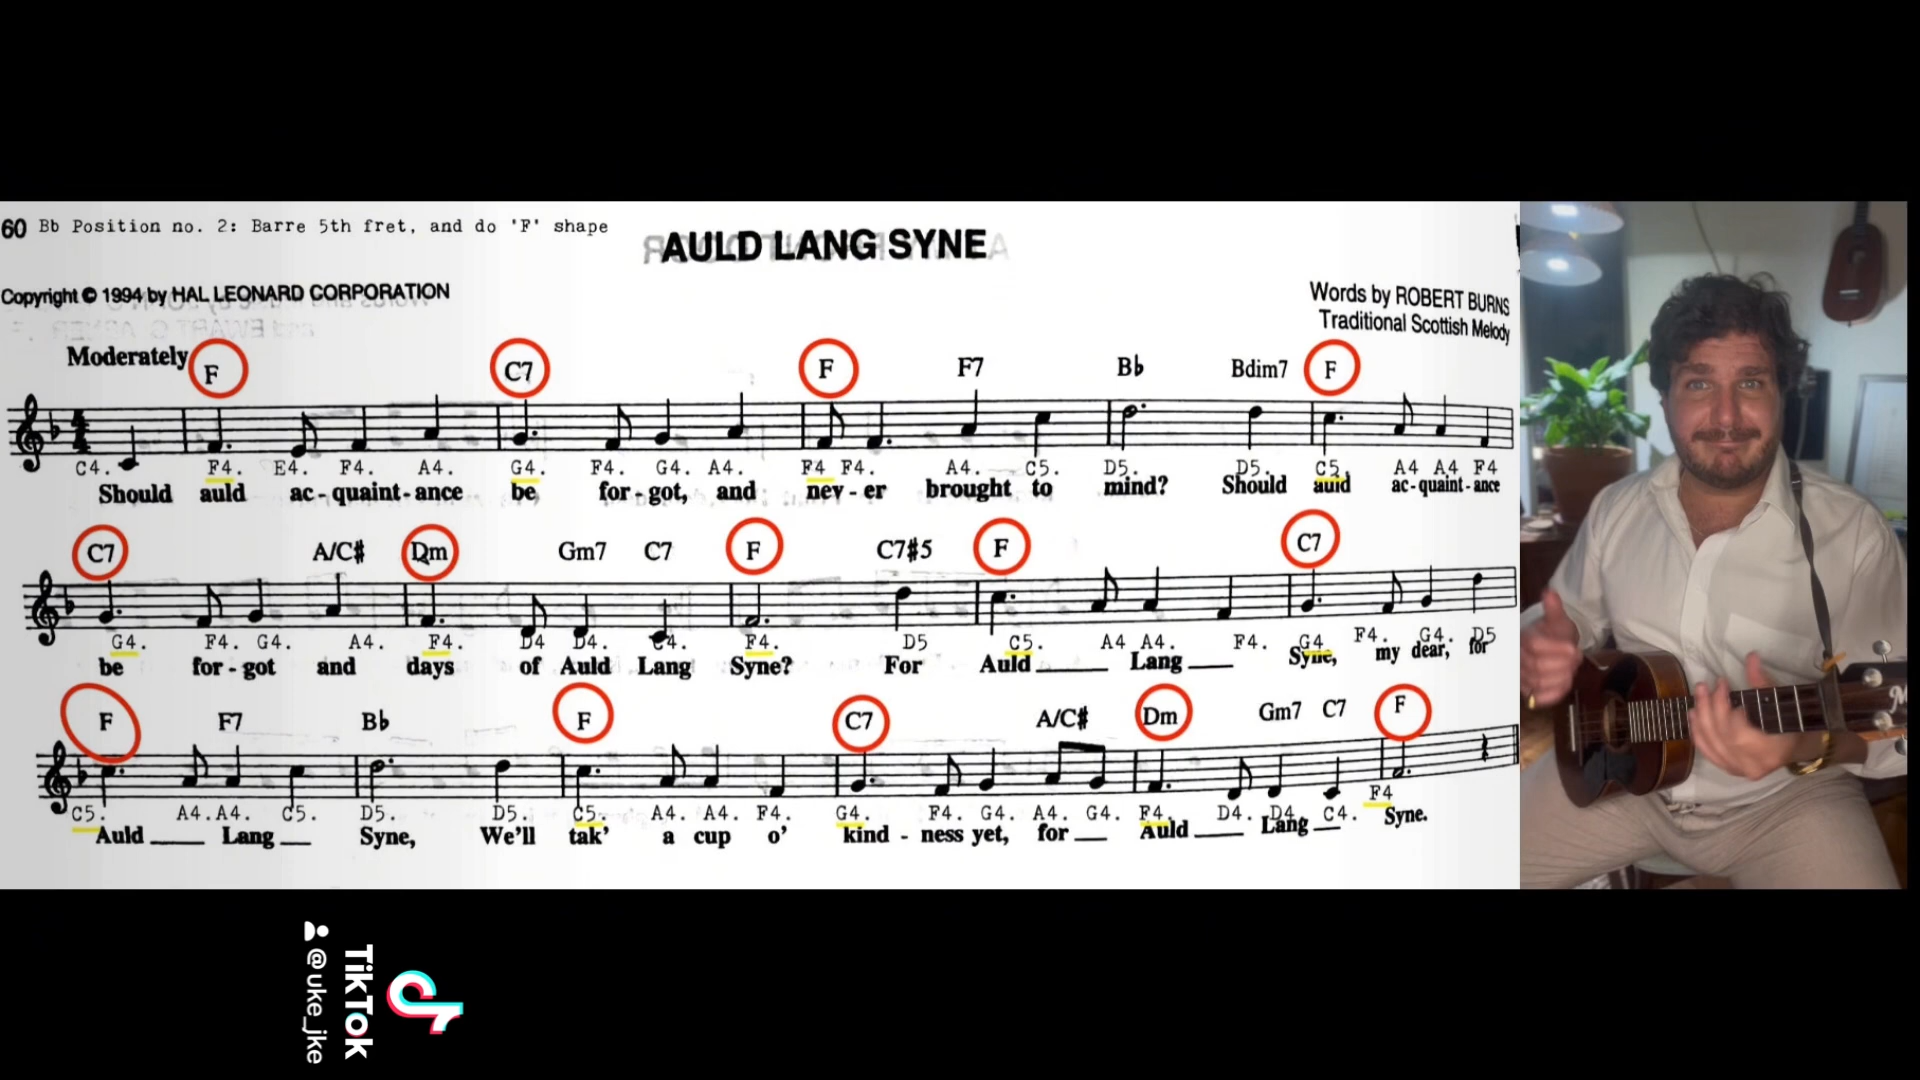 60 Bb Position no. 2: Barre 5th fret, and do 'F' shape
AULD LANG SYNE
Copyright © 1994 by HAL LEONARD CORPORATION
Words by ROBERT BURNS
Traditional Scottish Melody
Moderately F C7 F F7 B♭ Bdim7 F
C4. F4. E4. F4. A4. G4. F4. G4. A4. F4 F4. A4. C5. D5. D5. C5. A4 A4 F4
Should auld ac-quaint-ance be for-got, and nev-er brought to mind? Should auld ac-quaint-ance
C7 A/C# Dm Gm7 C7 F C7#5 F C7
G4. F4. G4. A4. F4. D4 D4. C4. F4. D5 C5. A4 A4. F4. G4 F4. G4. D5
be for-got and days of Auld Lang Syne? For Auld Lang Syne, my dear, for
F F7 B♭ F C7 A/C# Dm Gm7 C7 F
C5. A4. A4. C5. D5. D5. C5. A4. A4. F4. G4. F4. G4. A4. G4. F4. D4. D4. C4. F4
Auld Lang Syne, We'll tak' a cup o' kind-ness yet, for Auld Lang Syne.
TikTok
@uke_jke